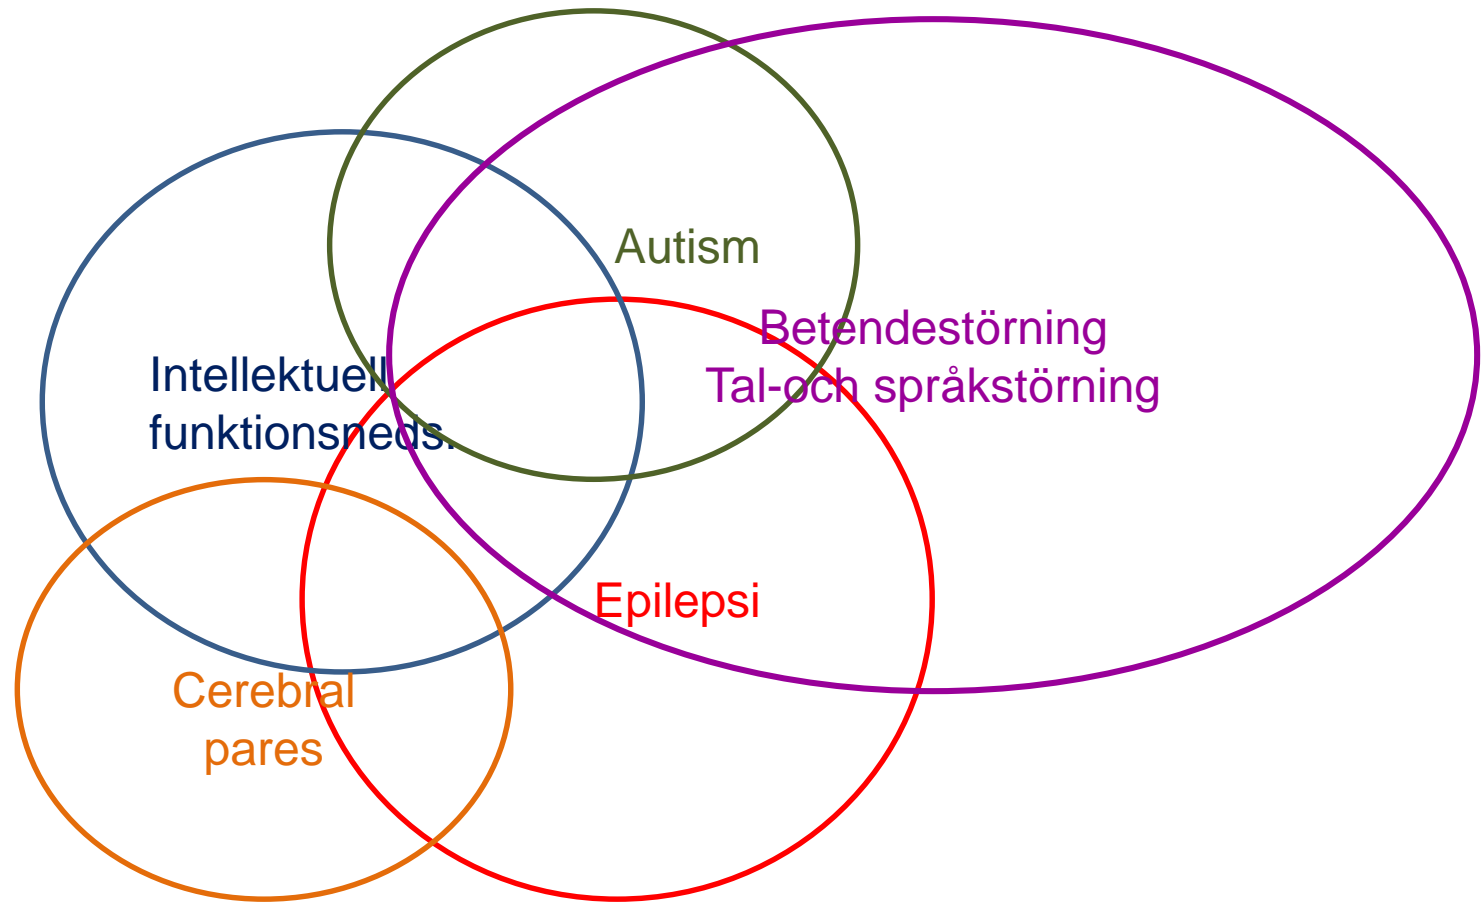 Autism
Betendestörning
Tal-och språkstörning
Intellektuell
funktionsneds.
Epilepsi
Cerebral
pares